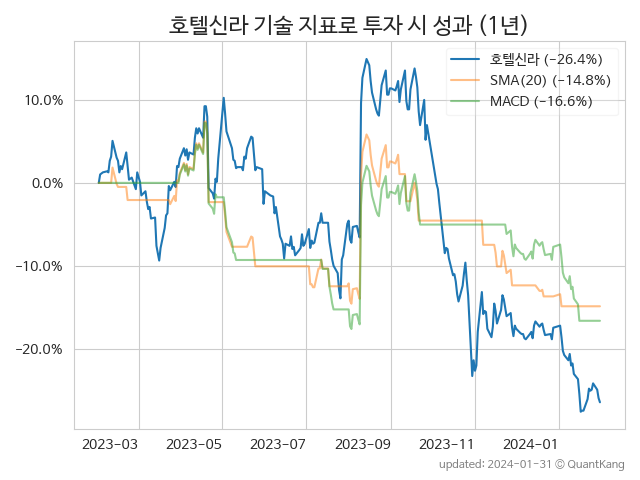 호텔신라 기술 지표로 투자 시 성과 (1년)
호텔신라 (−26.4%)
SMA(20) (−14.8%)
MACD (−16.6%)
10.0%
0.0%
−10.0%
−20.0%
2023-03 2023-05 2023-07 2023-09 2023-11 2024-01
updated: 2024-01-31 © QuantKang